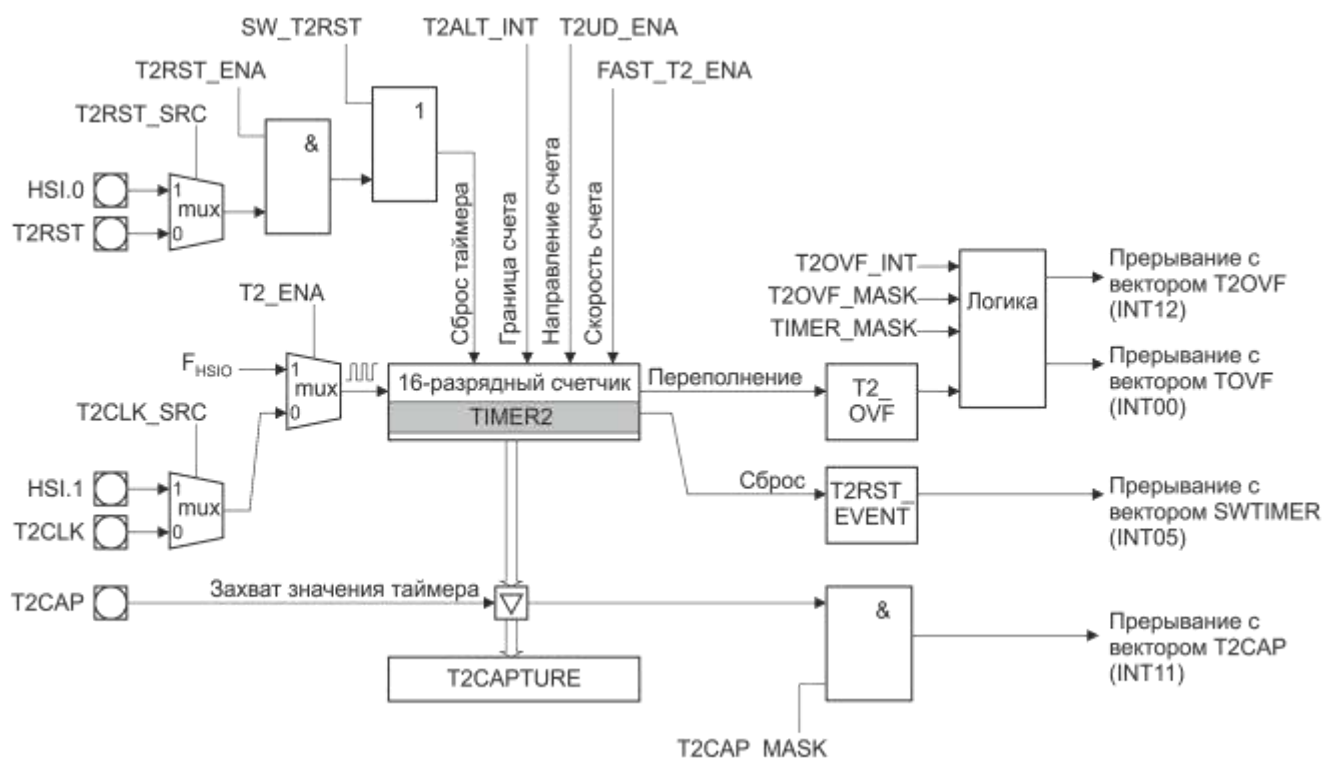 SW_T2RST
T2ALT_INT
T2UD_ENA
T2RST_ENA
FAST_T2_ENA
T2RST_SRC
1
&
HSI.0
1
mux
T2RST
0
Сброс таймера
Граница счета
Направление счета
Скорость счета
T2OVF_INT
T2OVF_MASK
TIMER_MASK
Логика
Прерывание с
вектором T2OVF
(INT12)
T2_ENA
FHSIO
1
mux
0
16-разрядный счетчик
TIMER2
Переполнение
T2_
OVF
Прерывание с
вектором TOVF
(INT00)
T2CLK_SRC
HSI.1
1
mux
T2CLK
0
Сброс
T2RST_
EVENT
Прерывание с
вектором SWTIMER
(INT05)
T2CAP
Захват значения таймера
&
Прерывание с
вектором T2CAP
(INT11)
T2CAPTURE
T2CAP_MASK